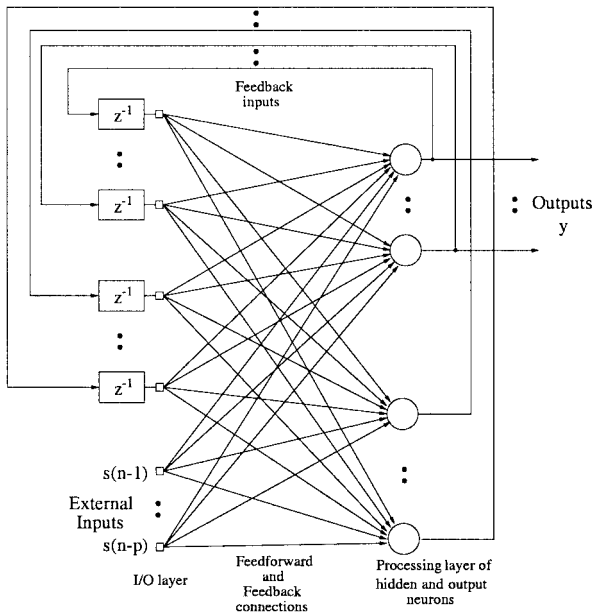 Feedback
inputs
z⁻¹
z⁻¹
z⁻¹
z⁻¹
Outputs
y
s(n-1)
External
Inputs
s(n-p)
I/O layer
Feedforward
and
Feedback
connections
Processing layer of
hidden and output
neurons